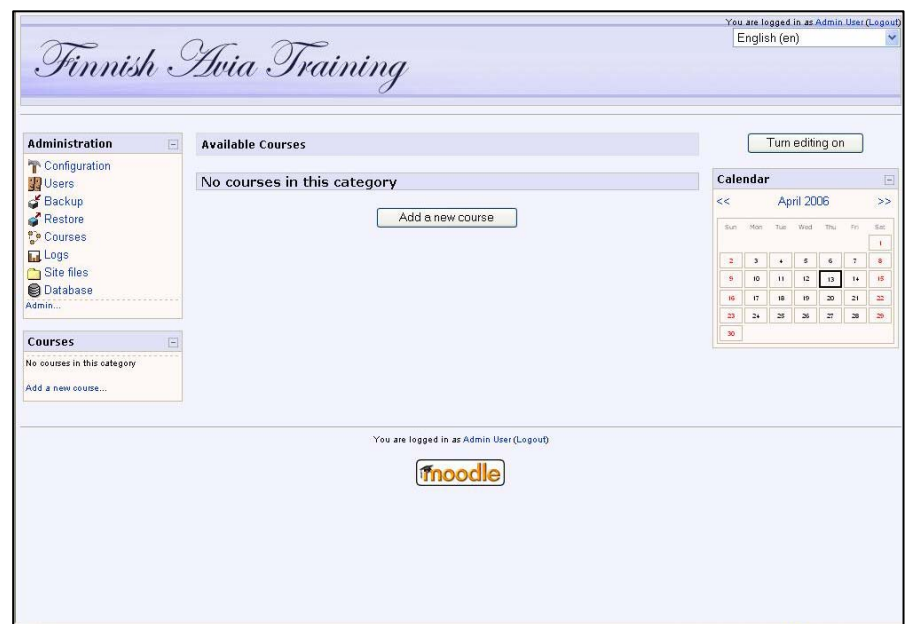 You are logged in as Admin User (Logout)
English (en)
Finnish Avia Training
Administration
Configuration
Users
Backup
Restore
Courses
Logs
Site files
Database
Admin...
Courses
No courses in this category
Add a new course...
Available Courses
No courses in this category
Add a new course
Turn editing on
Calendar
<< April 2006 >>
Sun Mon Tue Wed Thu Fri Sat
1
2 3 4 5 6 7 8
9 10 11 12 13 14 15
16 17 18 19 20 21 22
23 24 25 26 27 28 29
30
You are logged in as Admin User (Logout)
moodle